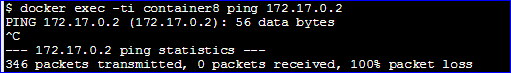 $ docker exec -ti container8 ping 172.17.0.2
PING 172.17.0.2 (172.17.0.2): 56 data bytes
^C
--- 172.17.0.2 ping statistics ---
346 packets transmitted, 0 packets received, 100% packet loss